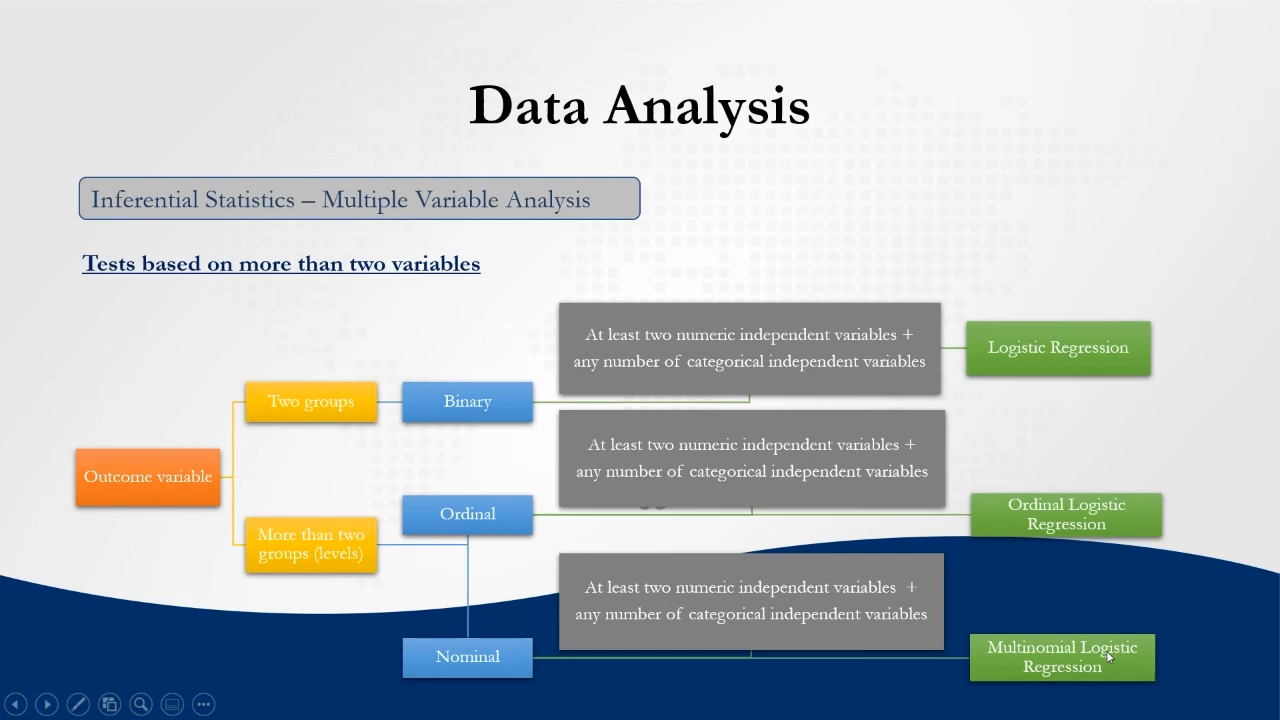 Data Analysis
Inferential Statistics – Multiple Variable Analysis
Tests based on more than two variables
At least two numeric independent variables +
any number of categorical independent variables
Logistic Regression
Two groups
Binary
At least two numeric independent variables +
any number of categorical independent variables
Outcome variable
Ordinal
Ordinal Logistic
Regression
More than two
groups (levels)
At least two numeric independent variables +
any number of categorical independent variables
Nominal
Multinomial Logistic
Regression